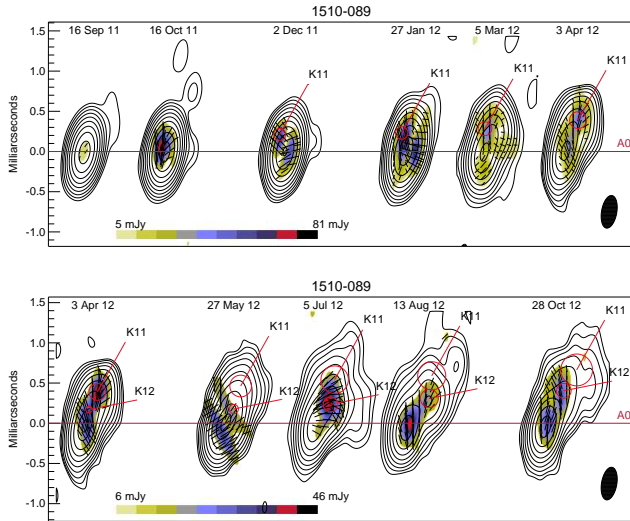 1510-089
16 Sep 11 16 Oct 11 2 Dec 11 27 Jan 12 5 Mar 12 3 Apr 12
1.5
K11 K11 K11 K11
1.0
0.5
Milliarcseconds
0.0
A0
-0.5
5 mJy 81 mJy
-1.0
1510-089
1.5
3 Apr 12 27 May 12 5 Jul 12 13 Aug 12 28 Oct 12
K11 K11 K11 K11 K11
1.0
K12 K12 K12 K12 K12
0.5
Milliarcseconds
0.0
A0
-0.5
6 mJy 46 mJy
-1.0